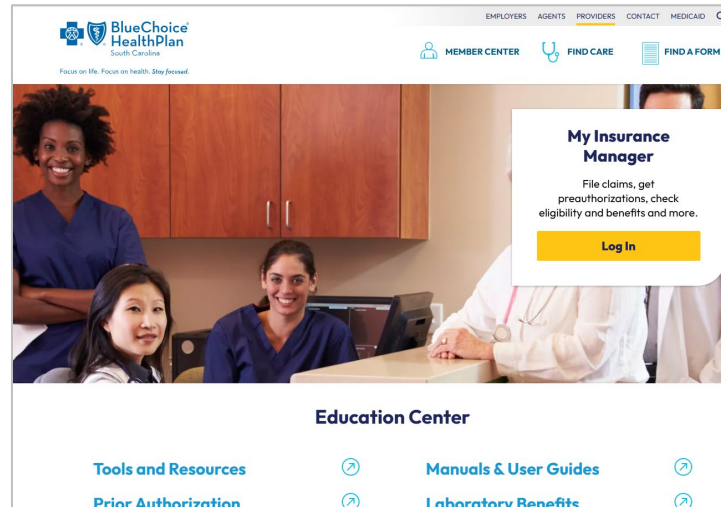 EMPLOYERS AGENTS PROVIDERS CONTACT MEDICAID
BlueChoice®
HealthPlan
South Carolina
Focus on life. Focus on health. Stay focused.
MEMBER CENTER FIND CARE FIND A FORM
My Insurance
Manager
File claims, get
preauthorizations, check
eligibility and benefits and more.
Log In
Education Center
Tools and Resources Manuals & User Guides
Prior Authorization Laboratory Benefits